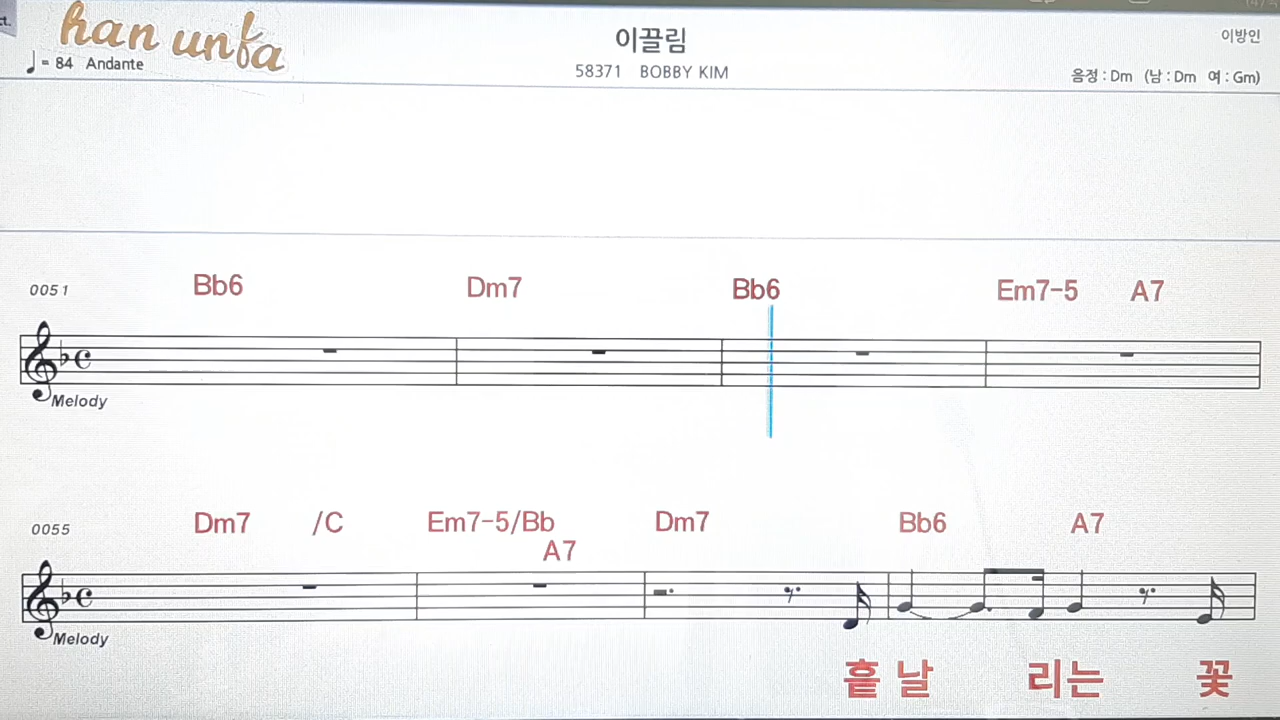 ct.
han unfa
이끌림
이방인
♩= 84 Andante
58371 BOBBY KIM
음정 : Dm (남 : Dm 여 : Gm)
0051 Bb6 Dm7 Bb6 Em7-5 A7
Melody
0055 Dm7 /C Em7-5/Bb Dm7 Bb6 A7
A7
Melody
흩 날 리는 꽃